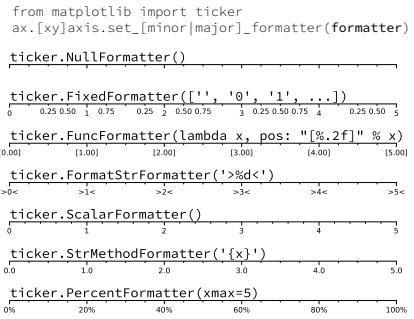 from matplotlib import ticker
ax.[xy]axis.set_[minor|major]_formatter(formatter)
ticker.NullFormatter()
ticker.FixedFormatter(['', '0', '1', ...])
0 0.25 0.50 0.75 1 2 0.50 0.75 3 0.25 0.50 4 0.25 0.50 5
ticker.FuncFormatter(lambda x, pos: "[%.2f]" % x)
[0.00] [1.00] [2.00] [3.00] [4.00] [5.00]
ticker.FormatStrFormatter('>%d<')
>0< >1< >2< >3< >4< >5<
ticker.ScalarFormatter()
0 1 2 3 4 5
ticker.StrMethodFormatter('{x}')
0.0 1.0 2.0 3.0 4.0 5.0
ticker.PercentFormatter(xmax=5)
0% 20% 40% 60% 80% 100%